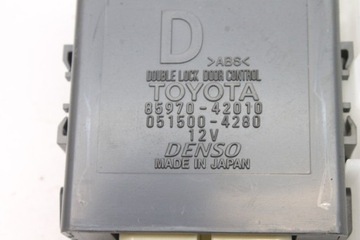 D
>ABS<
DOUBLE LOCK DOOR CONTROL
TOYOTA
85970-42010
051500-4280
12V
DENSO
MADE IN JAPAN